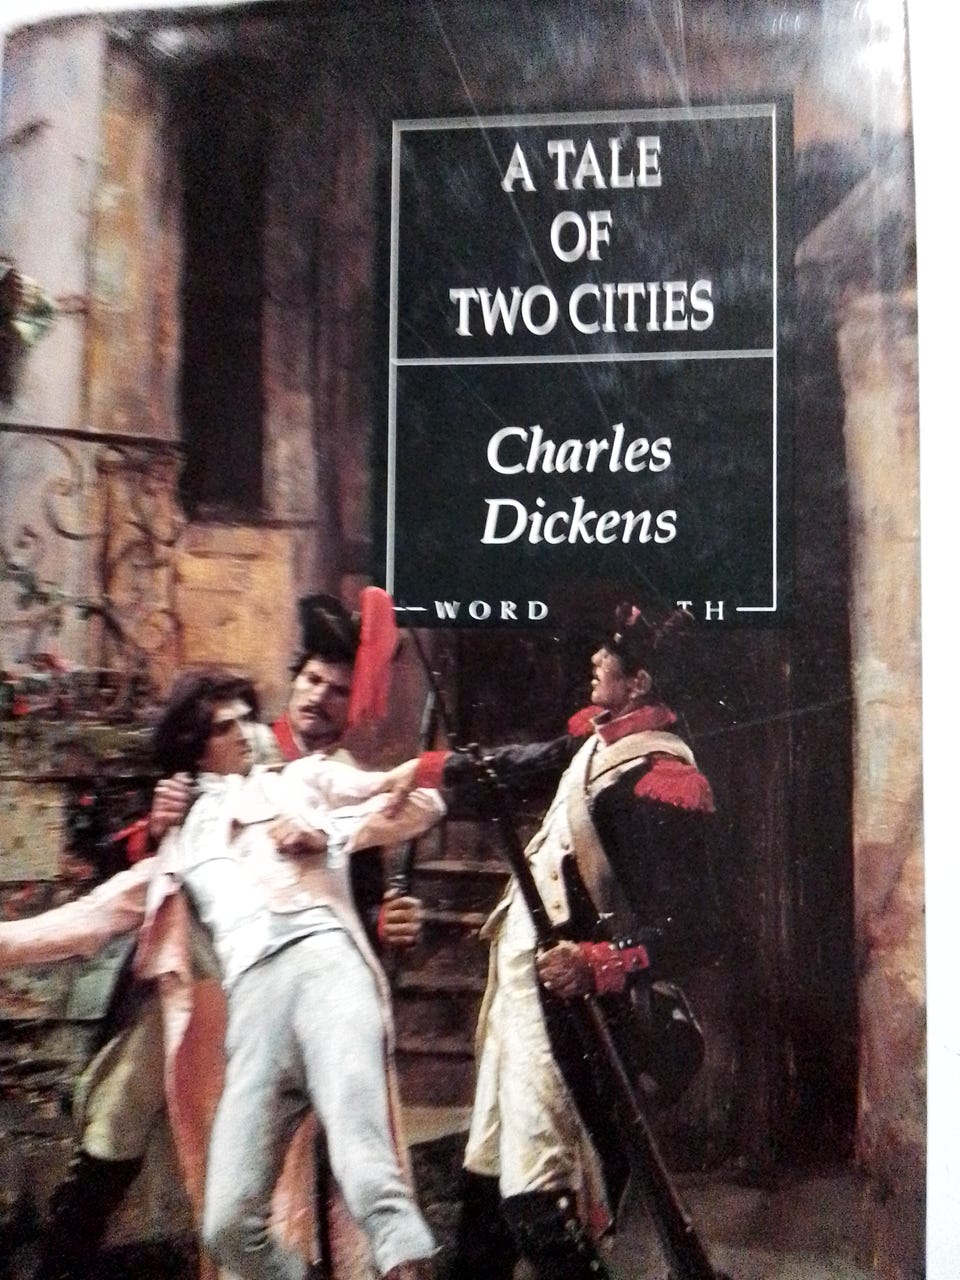 A TALE
OF
TWO CITIES
Charles
Dickens
WORD TH